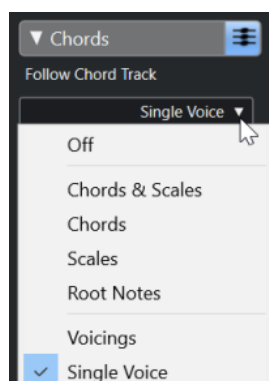 Chords
Follow Chord Track
Single Voice
Off
Chords & Scales
Chords
Scales
Root Notes
Voicings
Single Voice